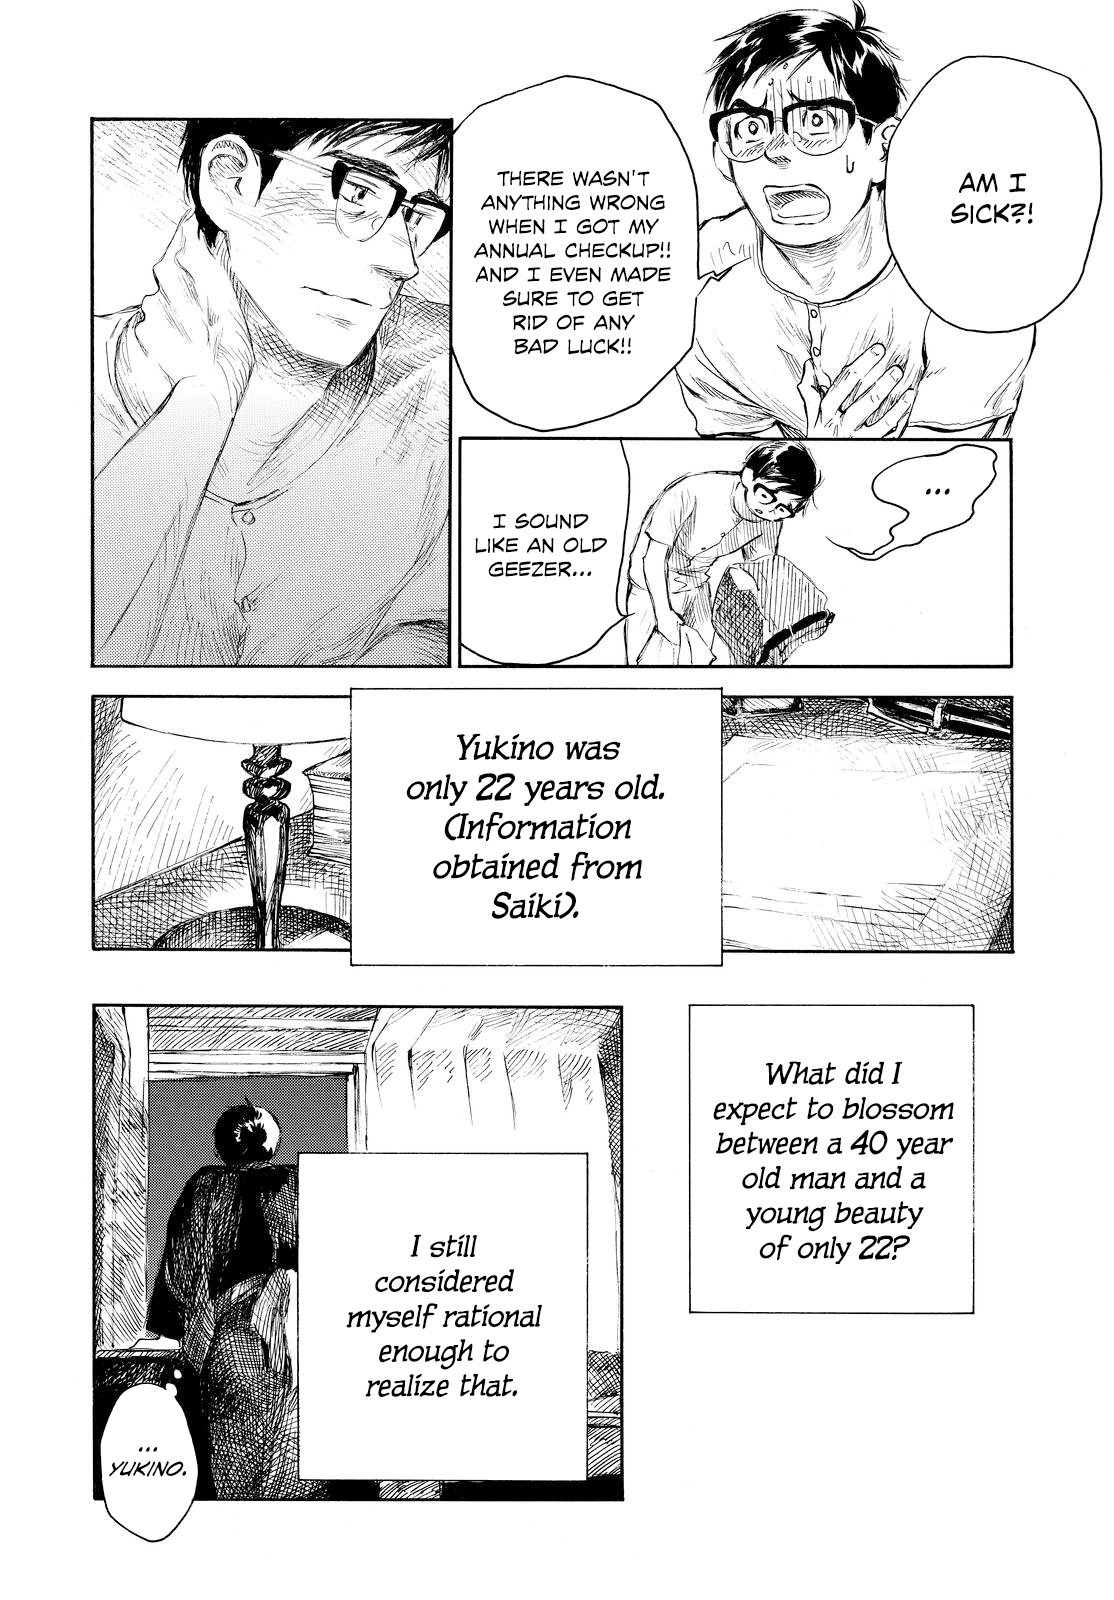 AM I
SICK?!
THERE WASN'T
ANYTHING WRONG
WHEN I GOT MY
ANNUAL CHECKUP!!
AND I EVEN MADE
SURE TO GET
RID OF ANY
BAD LUCK!!
...
I SOUND
LIKE AN OLD
GEEZER...
Yukino was
only 22 years old.
(Information
obtained from
Saiki).
What did I
expect to blossom
between a 40 year
old man and a
young beauty
of only 22?
I still
considered
myself rational
enough to
realize that.
...
YUKINO.